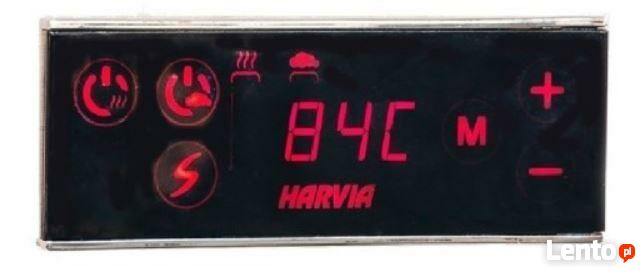 84C
M
+
-
HARVIA
Lento.pl